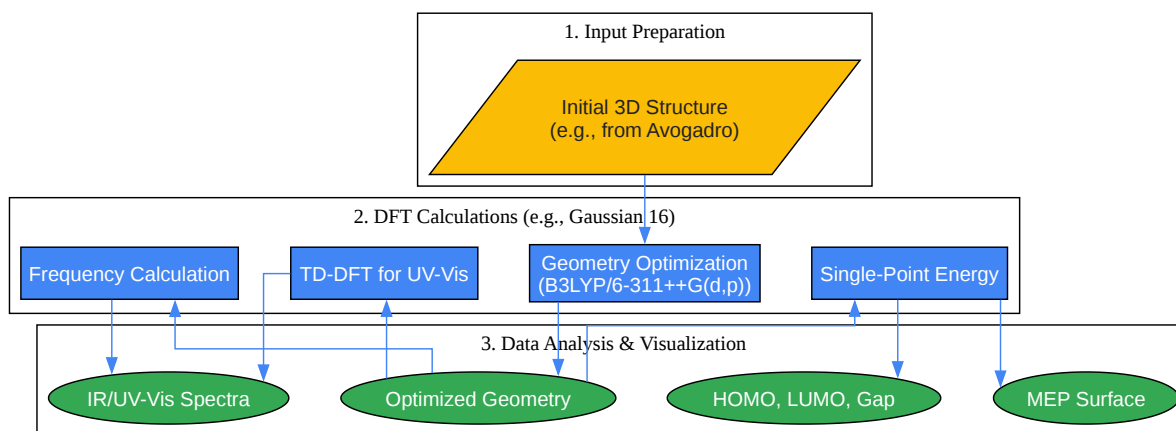 1. Input Preparation
Initial 3D Structure
(e.g., from Avogadro)
2. DFT Calculations (e.g., Gaussian 16)
Frequency Calculation
TD-DFT for UV-Vis
Geometry Optimization
(B3LYP/6-311++G(d,p))
Single-Point Energy
3. Data Analysis & Visualization
IR/UV-Vis Spectra
Optimized Geometry
HOMO, LUMO, Gap
MEP Surface